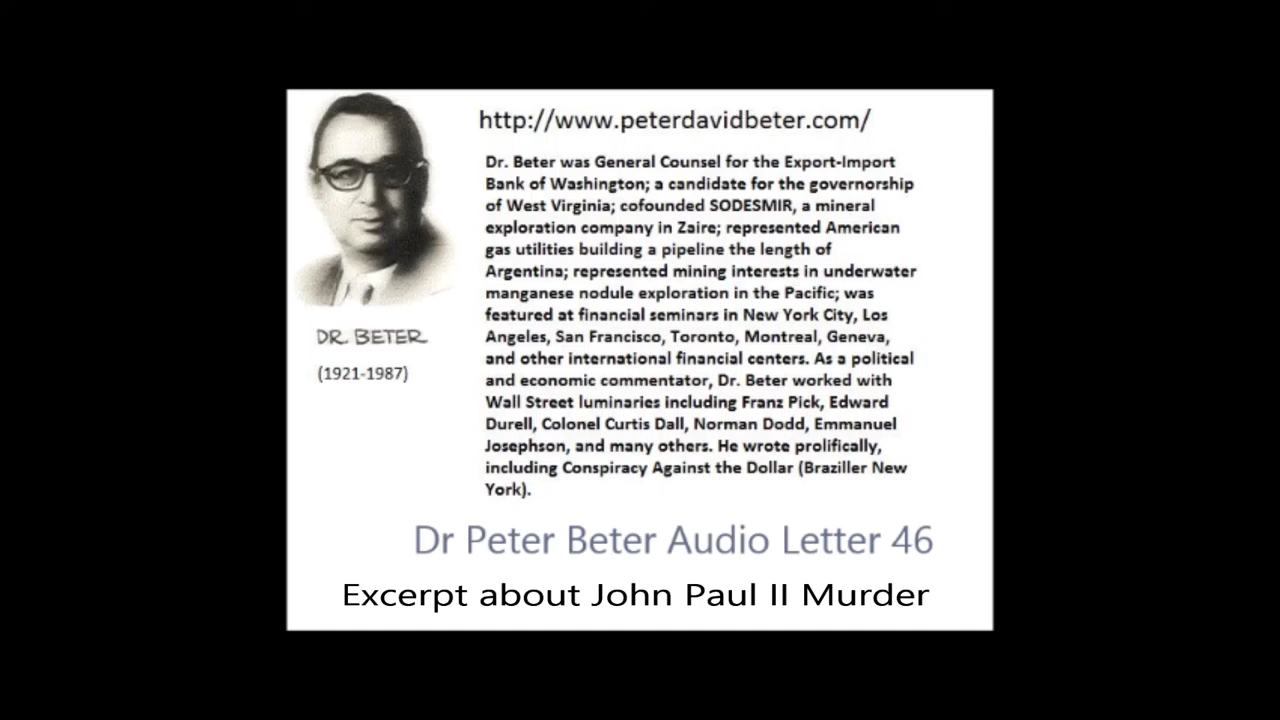 http://www.peterdavidbeter.com/
Dr. Beter was General Counsel for the Export-Import
Bank of Washington; a candidate for the governorship
of West Virginia; cofounded SODESMIR, a mineral
exploration company in Zaire; represented American
gas utilities building a pipeline the length of
Argentina; represented mining interests in underwater
manganese nodule exploration in the Pacific; was
featured at financial seminars in New York City, Los
Angeles, San Francisco, Toronto, Montreal, Geneva,
and other international financial centers. As a political
and economic commentator, Dr. Beter worked with
Wall Street luminaries including Franz Pick, Edward
Durell, Colonel Curtis Dall, Norman Dodd, Emmanuel
Josephson, and many others. He wrote prolifically,
including Conspiracy Against the Dollar (Braziller New
York).
DR. BETER
(1921-1987)
Dr Peter Beter Audio Letter 46
Excerpt about John Paul II Murder